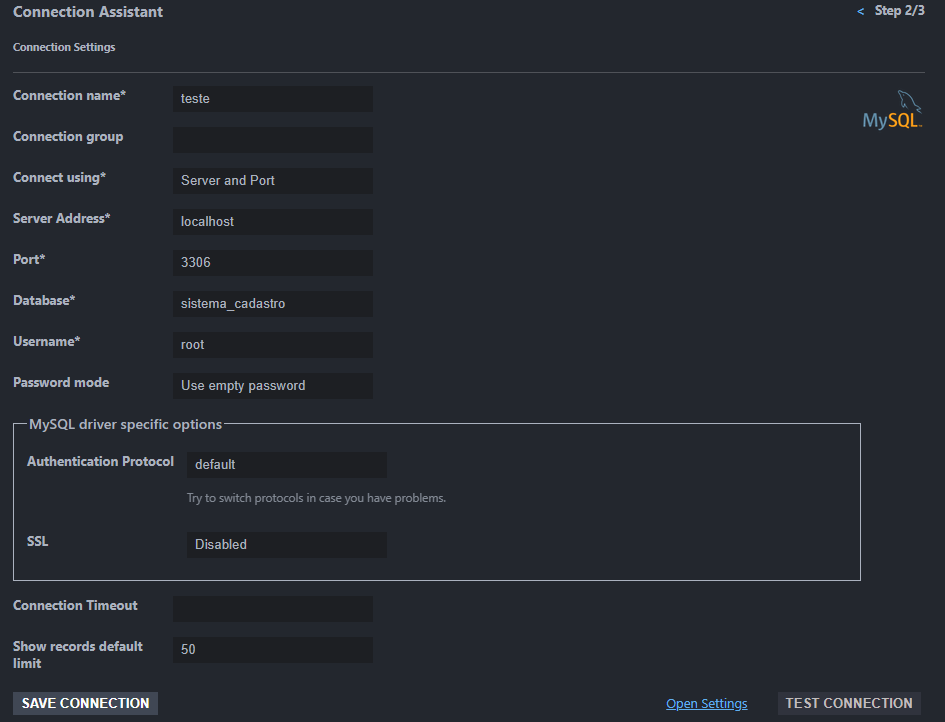 Connection Assistant
< Step 2/3
Connection Settings
Connection name* teste
MySQL™
Connection group
Connect using* Server and Port
Server Address* localhost
Port* 3306
Database* sistema_cadastro
Username* root
Password mode Use empty password
MySQL driver specific options
Authentication Protocol default
Try to switch protocols in case you have problems.
SSL Disabled
Connection Timeout
Show records default
limit
50
SAVE CONNECTION Open Settings TEST CONNECTION